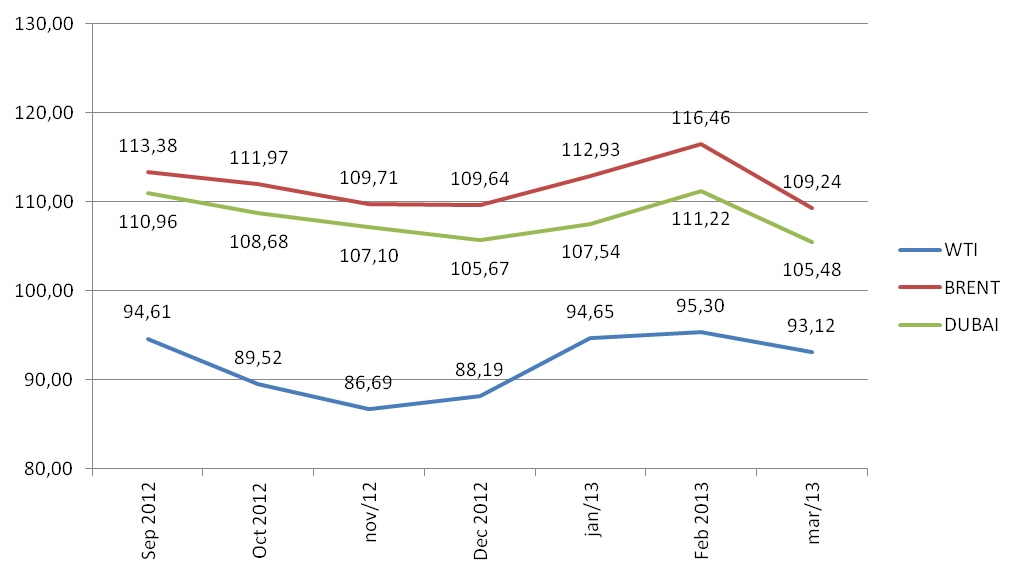 130,00
120,00
110,00
100,00
90,00
80,00
113,38
111,97
109,71
109,64
112,93
116,46
109,24
110,96
108,68
107,10
105,67
107,54
111,22
105,48
94,61
89,52
86,69
88,19
94,65
95,30
93,12
Sep 2012
Oct 2012
nov/12
Dec 2012
jan/13
Feb 2013
mar/13
WTI
BRENT
DUBAI